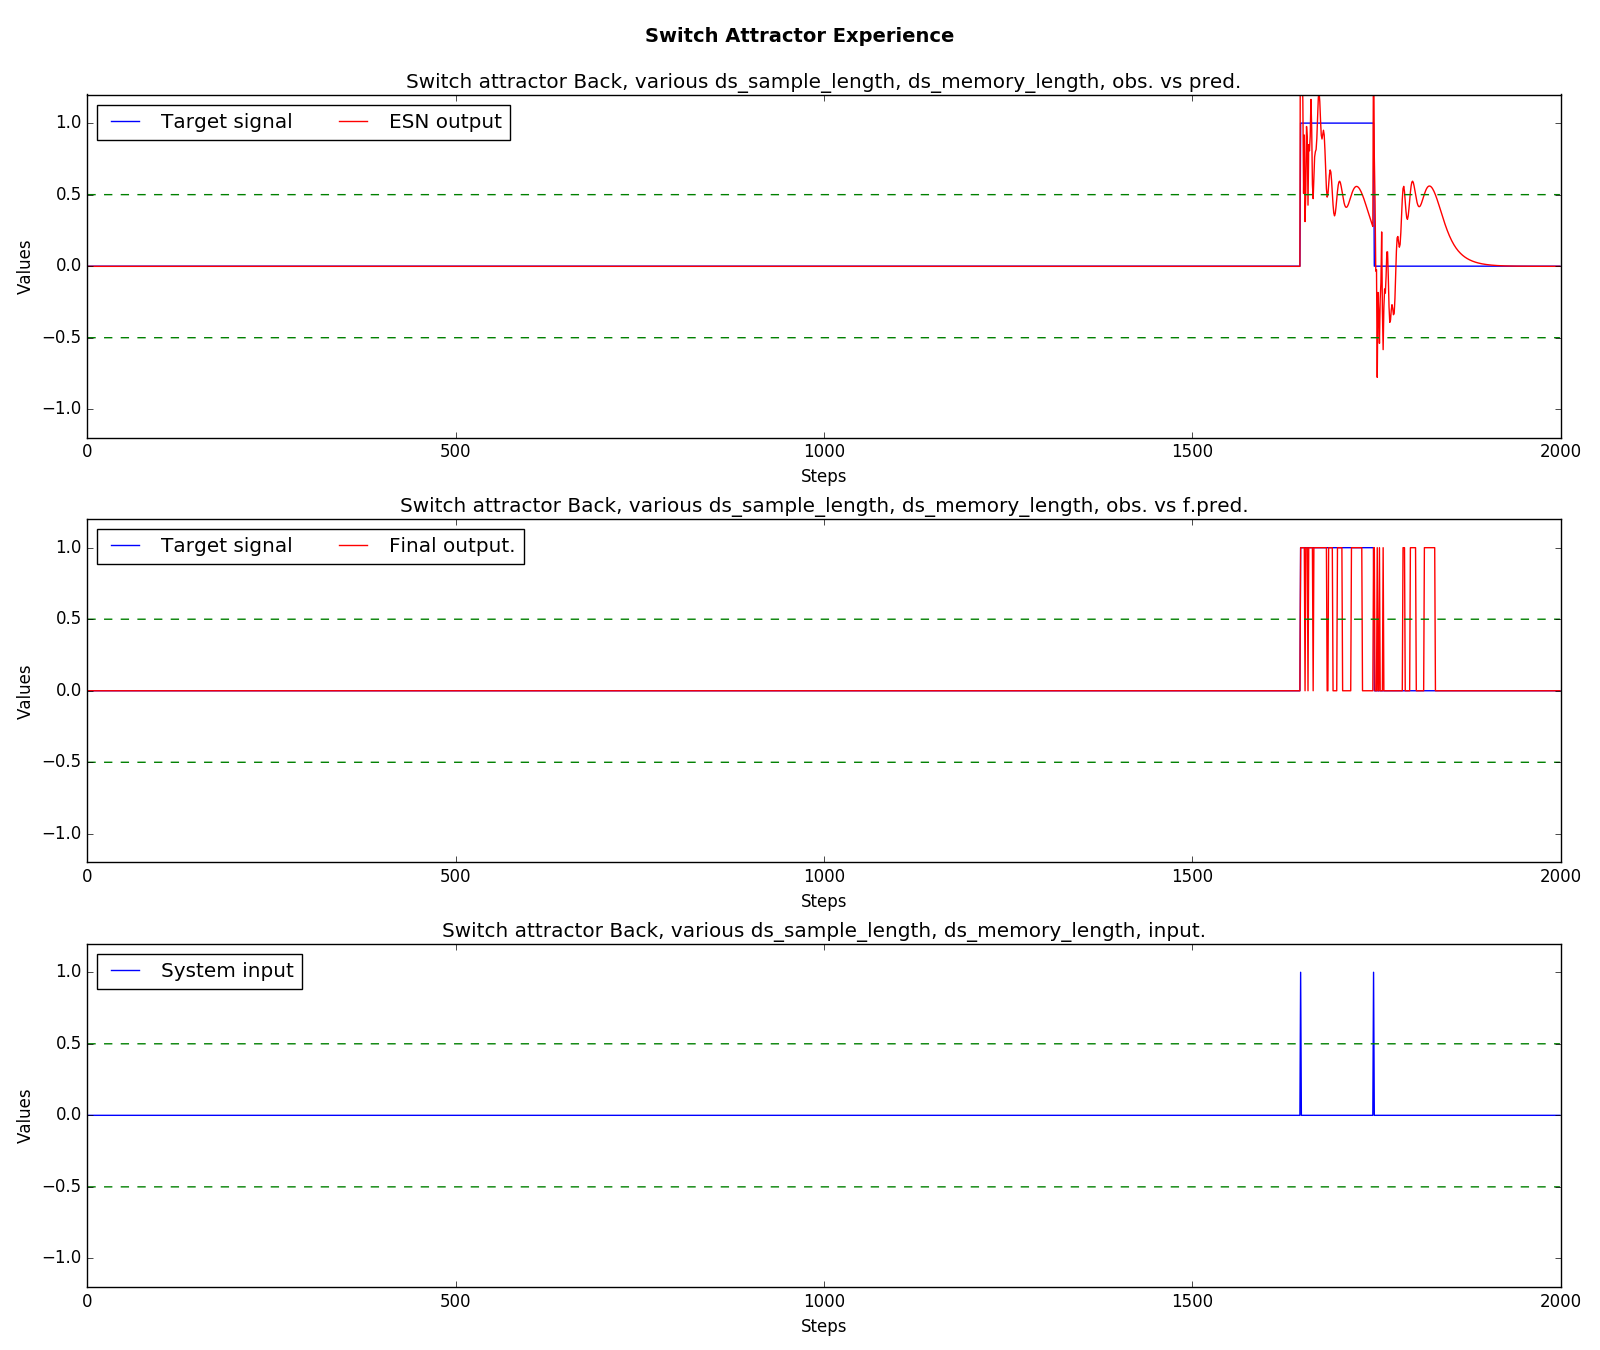 Switch Attractor Experience
Switch attractor Back, various ds_sample_length, ds_memory_length, obs. vs pred.
Target signal ESN output
1.0
0.5
0.0
−0.5
−1.0
Values
0 500 1000 1500 2000
Steps
Switch attractor Back, various ds_sample_length, ds_memory_length, obs. vs f.pred.
Target signal Final output.
1.0
0.5
0.0
−0.5
−1.0
Values
0 500 1000 1500 2000
Steps
Switch attractor Back, various ds_sample_length, ds_memory_length, input.
System input
1.0
0.5
0.0
−0.5
−1.0
Values
0 500 1000 1500 2000
Steps